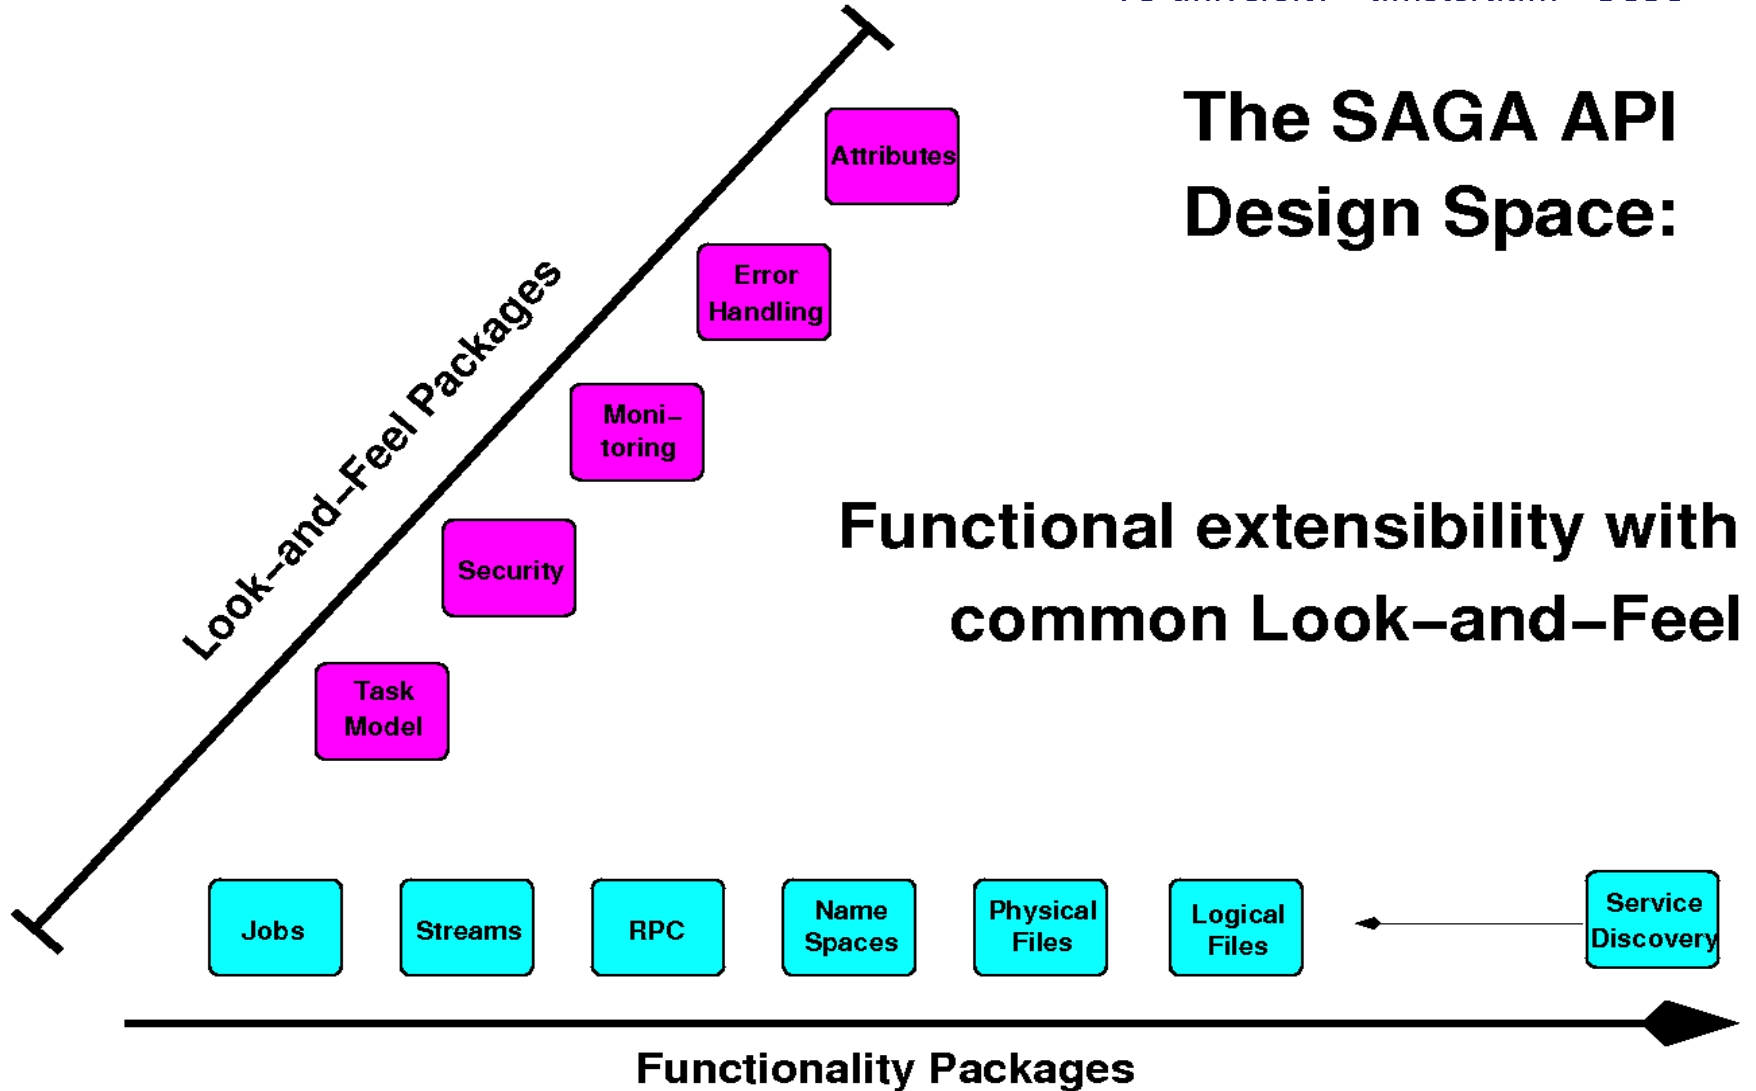 The SAGA API
Design Space:
Attributes
Error
Handling
Moni–
toring
Security
Task
Model
Look–and–Feel Packages
Functional extensibility with
common Look–and–Feel
Jobs
Streams
RPC
Name
Spaces
Physical
Files
Logical
Files
Service
Discovery
Functionality Packages